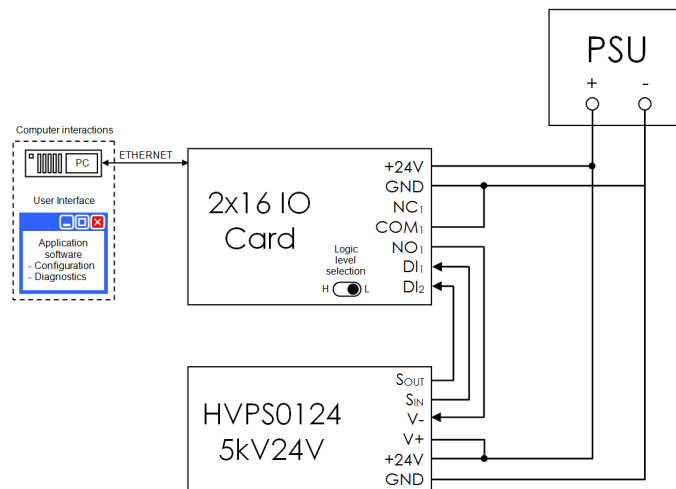 PSU
+ -
Computer interactions
PC
ETHERNET
User Interface
Application
software
- Configuration
- Diagnostics
2x16 IO
Card
Logic
level
selection
H L
+24V
GND
NC1
COM1
NO1
DI1
DI2
HVPS0124
5kV24V
SOUT
SIN
V-
V+
+24V
GND